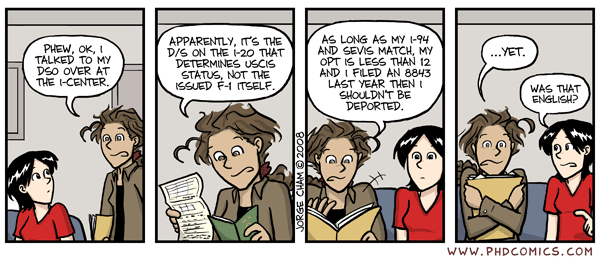 PHEW, OK, I
TALKED TO MY
DSO OVER AT
THE I-CENTER.
APPARENTLY, IT'S THE
D/S ON THE I-20 THAT
DETERMINES USCIS
STATUS, NOT THE
ISSUED F-1 ITSELF.
JORGE CHAM © 2008
AS LONG AS MY I-94
AND SEVIS MATCH, MY
OPT IS LESS THAN 12
AND I FILED AN 8843
LAST YEAR THEN I
SHOULDN'T BE
DEPORTED.
...YET.
WAS THAT
ENGLISH?
WWW.PHDCOMICS.COM